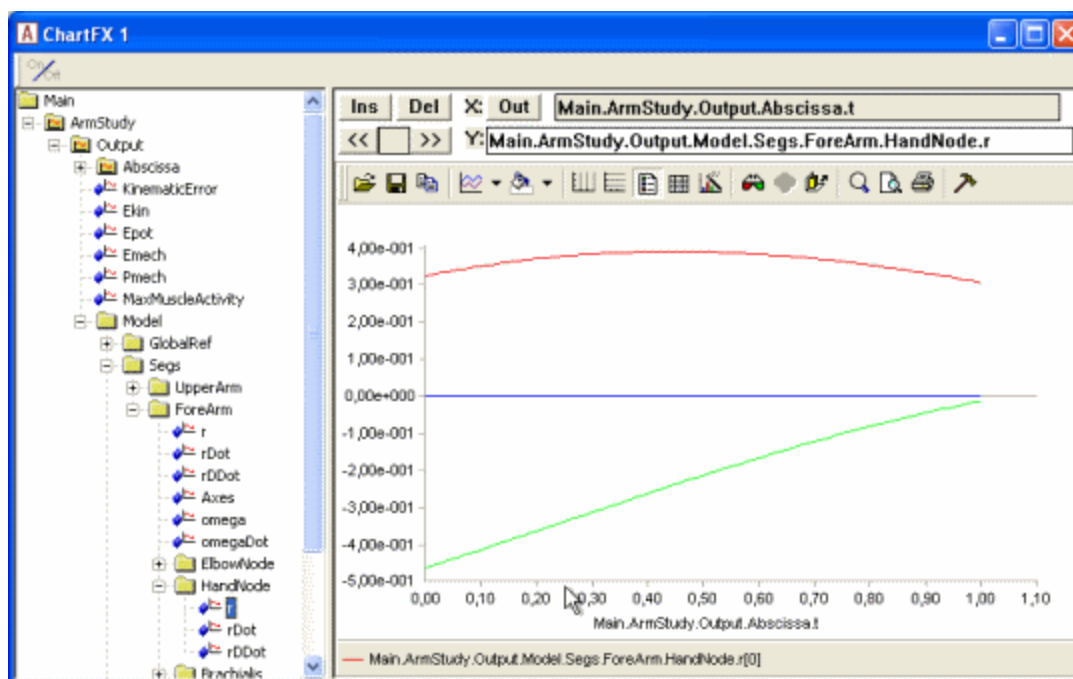 ChartFX 1
On/Off
Main
ArmStudy
Output
Abscissa
KinematicError
Ekin
Epot
Emech
Pmech
MaxMuscleActivity
Model
GlobalRef
Segs
UpperArm
ForeArm
r
rDot
rDDot
Axes
omega
omegaDot
ElbowNode
HandNode
r
rDot
rDDot
Brachialis
Ins Del X: Out Main.ArmStudy.Output.Abscissa.t
<< >> Y: Main.ArmStudy.Output.Model.Segs.ForeArm.HandNode.r
4,00e-001
3,00e-001
2,00e-001
1,00e-001
0,00e+000
-1,00e-001
-2,00e-001
-3,00e-001
-4,00e-001
-5,00e-001
0,00 0,10 0,20 0,30 0,40 0,50 0,60 0,70 0,80 0,90 1,00 1,10
Main.ArmStudy.Output.Abscissa.t
Main.ArmStudy.Output.Model.Segs.ForeArm.HandNode.r[0]